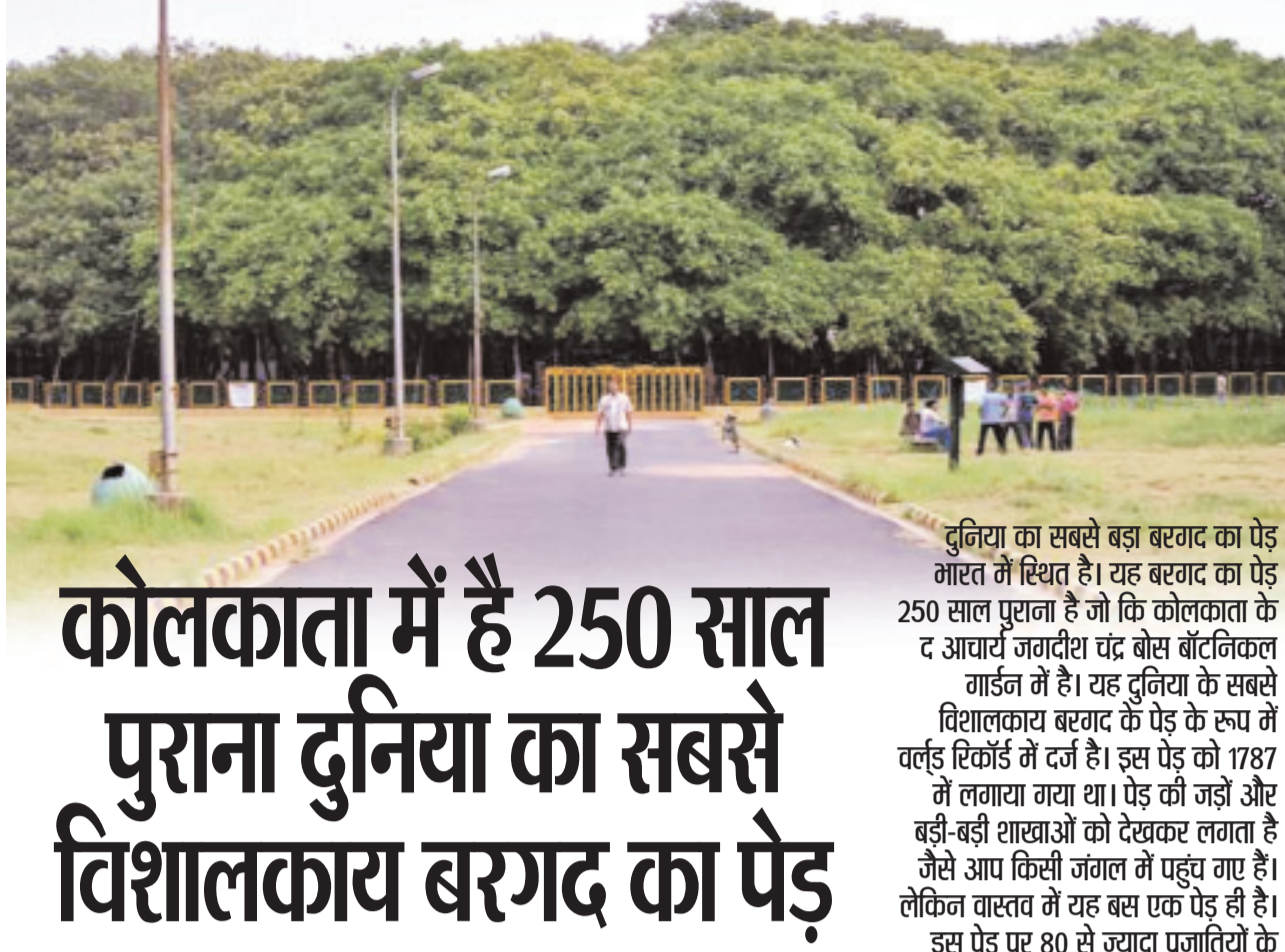 कोलकाता में है 250 साल
पुराना दुनिया का सबसे
विशालकाय बरगद का पेड़
दुनिया का सबसे बड़ा बरगद का पेड़
भारत में स्थित है। यह बरगद का पेड़
250 साल पुराना है जो कि कोलकाता के
द आचार्य जगदीश चंद्र बोस बॉटनिकल
गार्डन में है। यह दुनिया के सबसे
विशालकाय बरगद के पेड़ के रूप में
वर्ल्ड रिकॉर्ड में दर्ज है। इस पेड़ को 1787
में लगाया गया था। पेड़ की जड़ों और
बड़ी-बड़ी शाखाओं को देखकर लगता है
जैसे आप किसी जंगल में पहुंच गए हैं।
लेकिन वास्तव में यह बस एक पेड़ ही है।
इस पेड़ पर 80 से ज्यादा प्रजातियों के